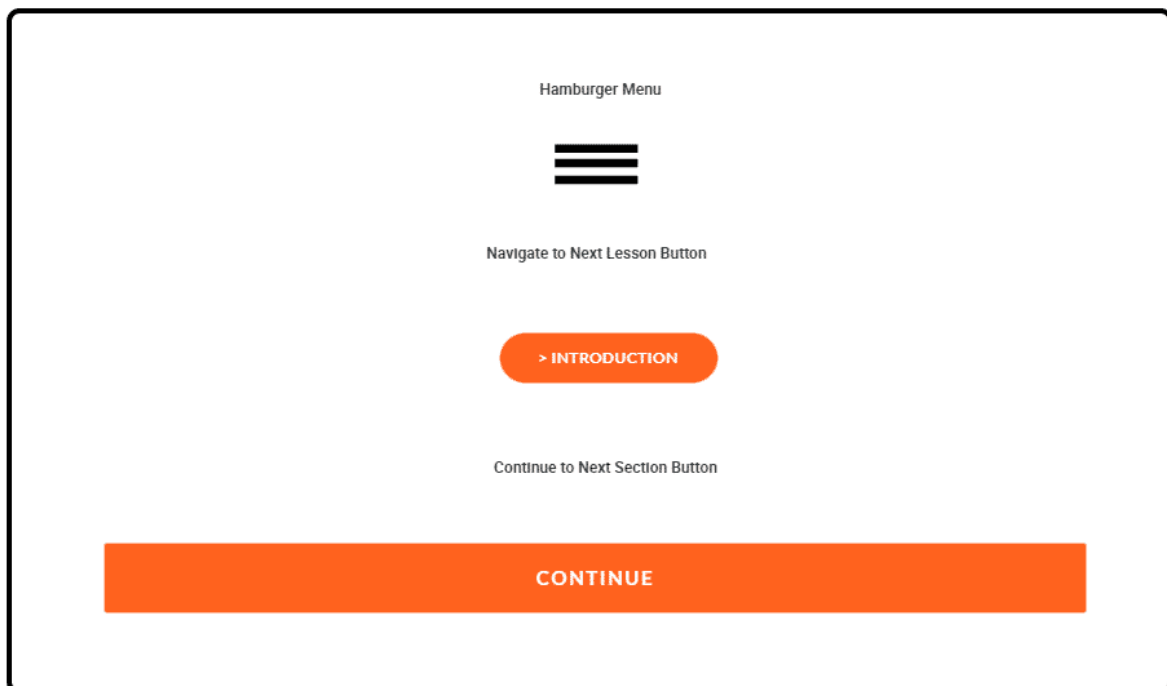 Hamburger Menu
Navigate to Next Lesson Button
> INTRODUCTION
Continue to Next Section Button
CONTINUE